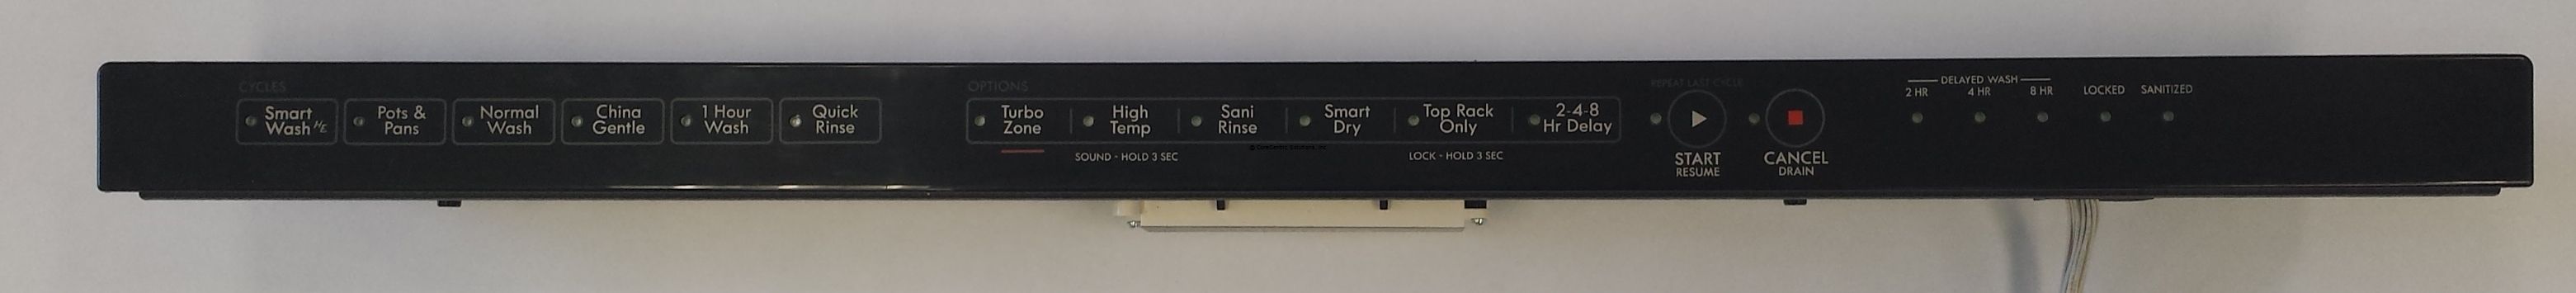 CYCLES
Smart
Wash HE
Pots &
Pans
Normal
Wash
China
Gentle
1 Hour
Wash
Quick
Rinse
OPTIONS
Turbo
Zone
High
Temp
Sani
Rinse
Smart
Dry
Top Rack
Only
2-4-8
Hr Delay
SOUND - HOLD 3 SEC
LOCK - HOLD 3 SEC
REPEAT LAST CYCLE
START
RESUME
CANCEL
DRAIN
DELAYED WASH
2 HR
4 HR
8 HR
LOCKED
SANITIZED